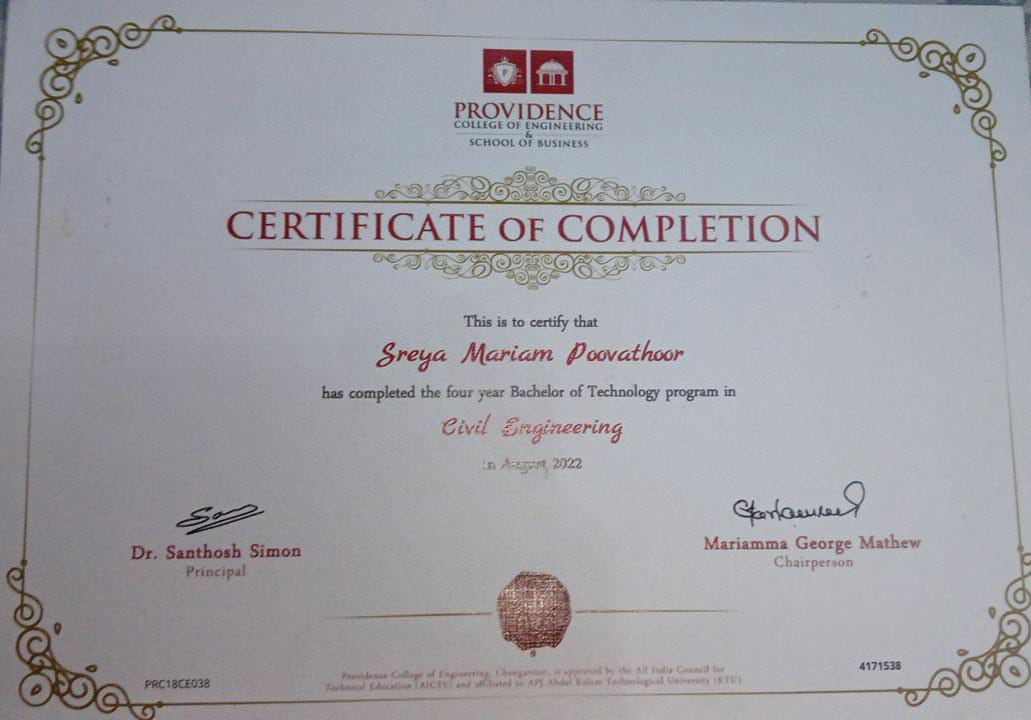 PROVIDENCE
COLLEGE OF ENGINEERING
&
SCHOOL OF BUSINESS
CERTIFICATE OF COMPLETION
This is to certify that
Sreya Mariam Poovathoor
has completed the four year Bachelor of Technology program in
Civil Engineering
in August, 2022
Dr. Santhosh Simon
Principal
Mariamma George Mathew
Chairperson
Providence College of Engineering, Chengannur, is approved by the All India Council for
Technical Education (AICTE) and affiliated to APJ Abdul Kalam Technological University (KTU)
PRC18CE038
4171538